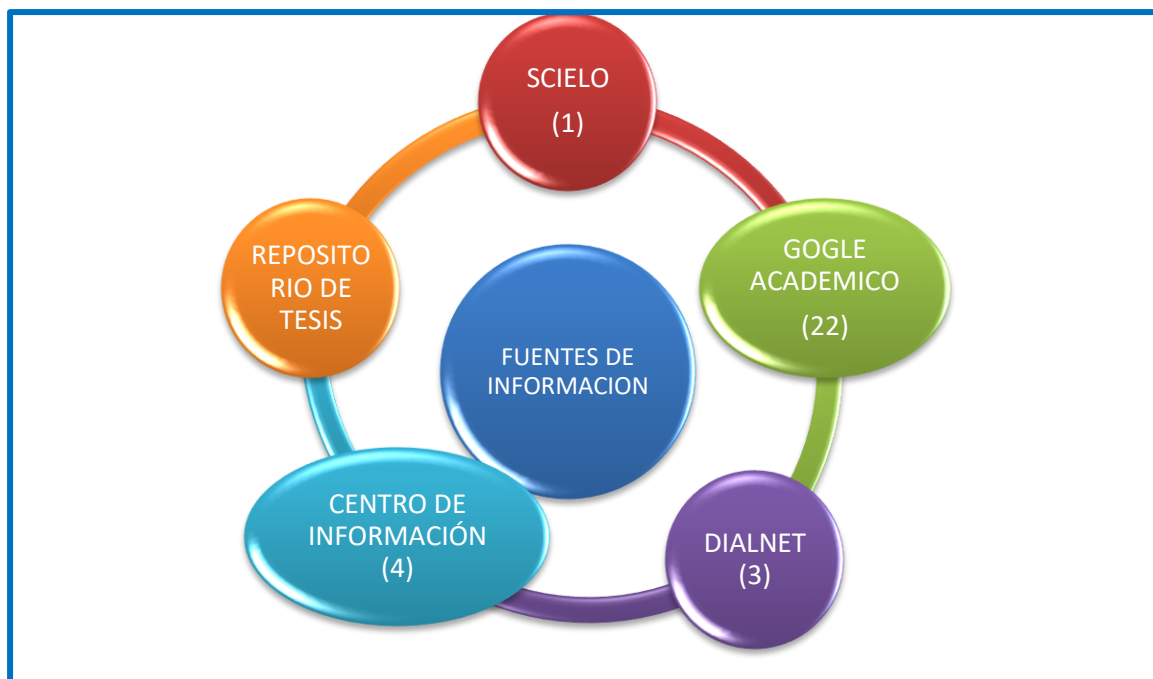 SCIELO
(1)
GOGLE
ACADEMICO
(22)
REPOSITO
RIO DE
TESIS
FUENTES DE
INFORMACION
CENTRO DE
INFORMACIÓN
(4)
DIALNET
(3)